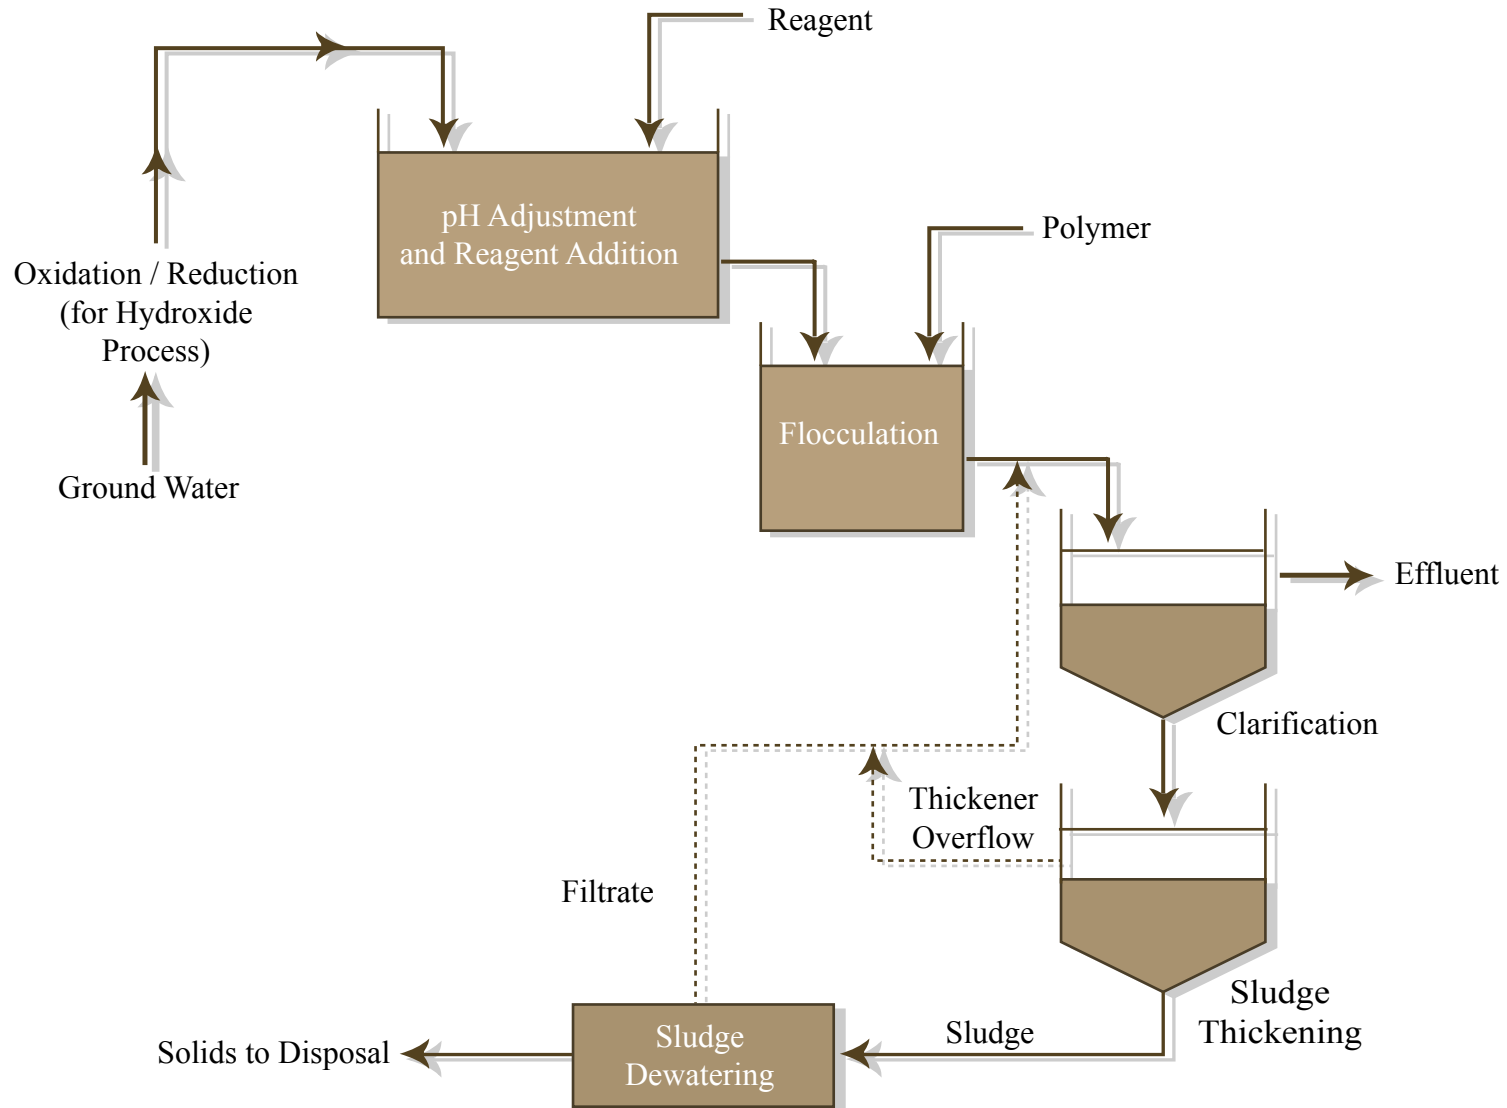 Reagent
pH Adjustment
and Reagent Addition
Polymer
Oxidation / Reduction
(for Hydroxide
Process)
Flocculation
Ground Water
Effluent
Clarification
Thickener
Overflow
Filtrate
Sludge
Thickening
Sludge
Sludge
Dewatering
Solids to Disposal